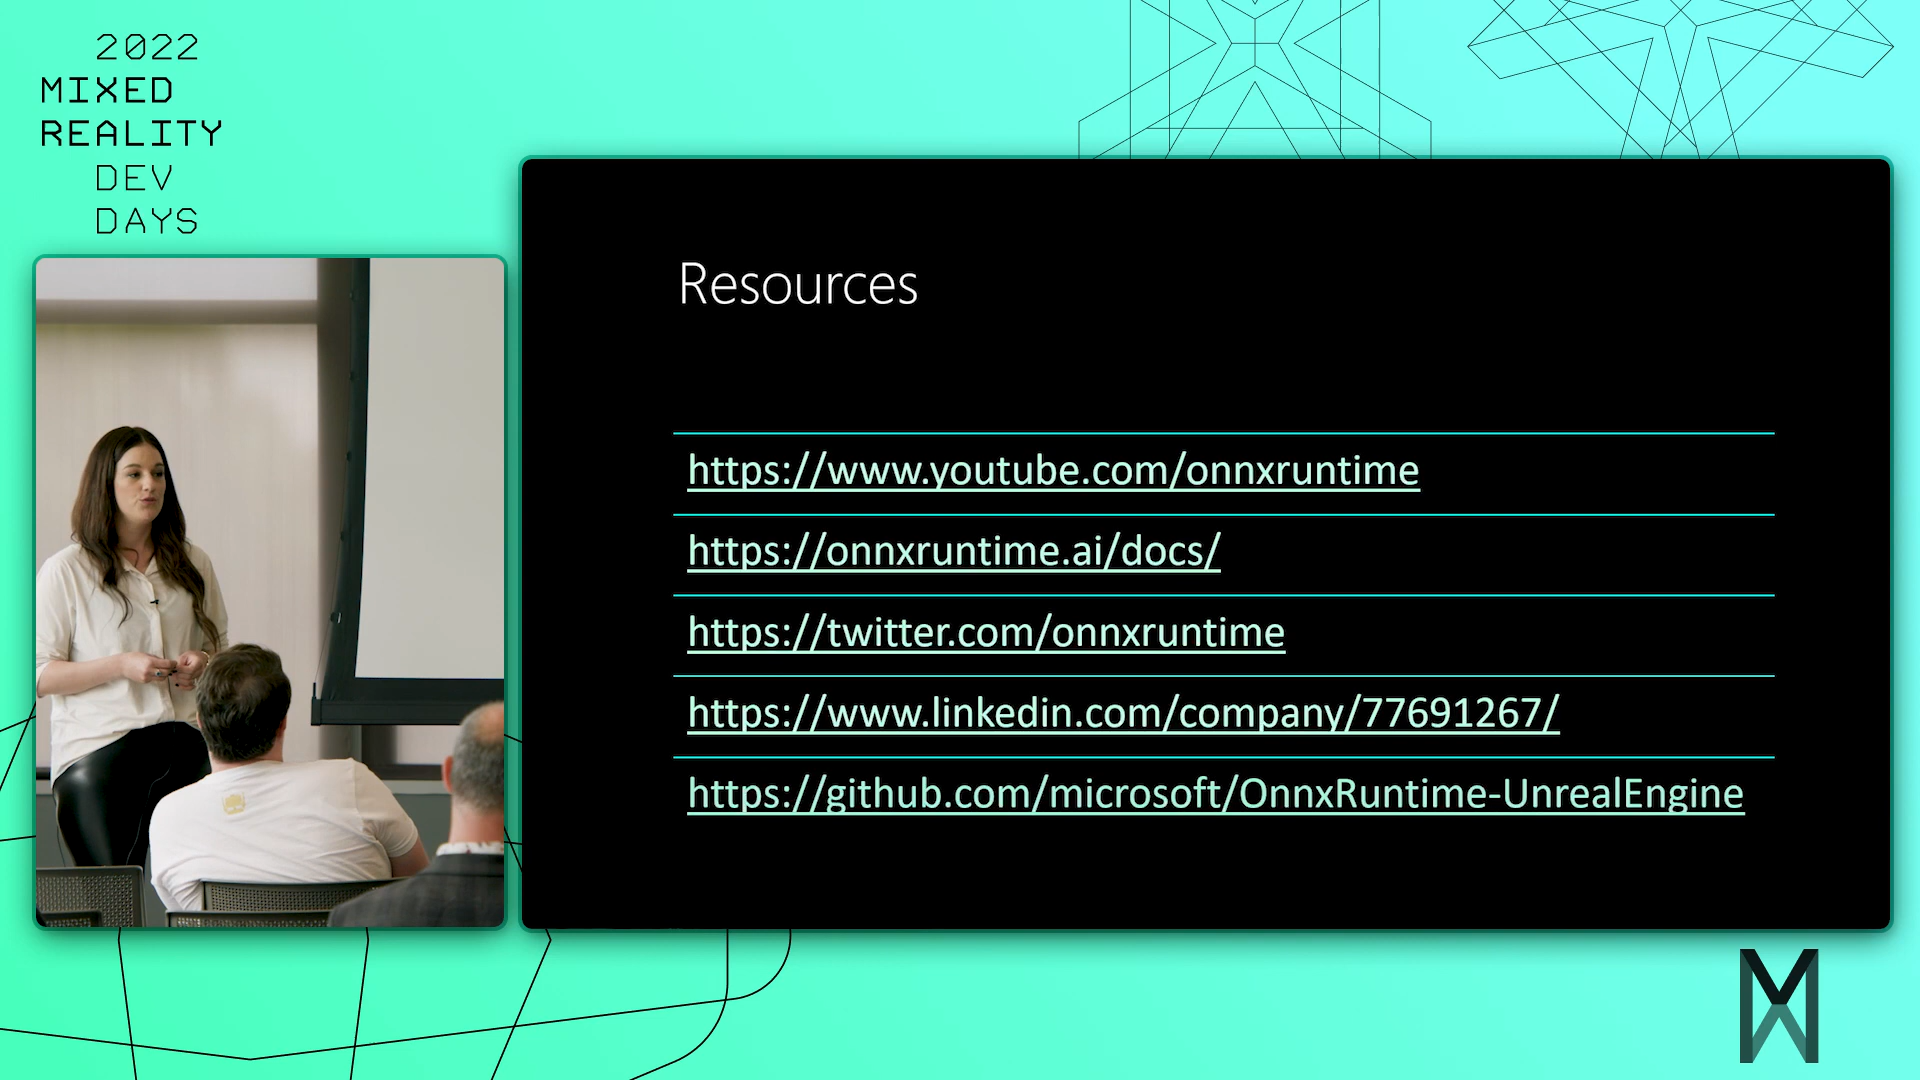 2022
MIXED
REALITY
DEV
DAYS
Resources
https://www.youtube.com/onnxruntime
https://onnxruntime.ai/docs/
https://twitter.com/onnxruntime
https://www.linkedin.com/company/77691267/
https://github.com/microsoft/OnnxRuntime-UnrealEngine